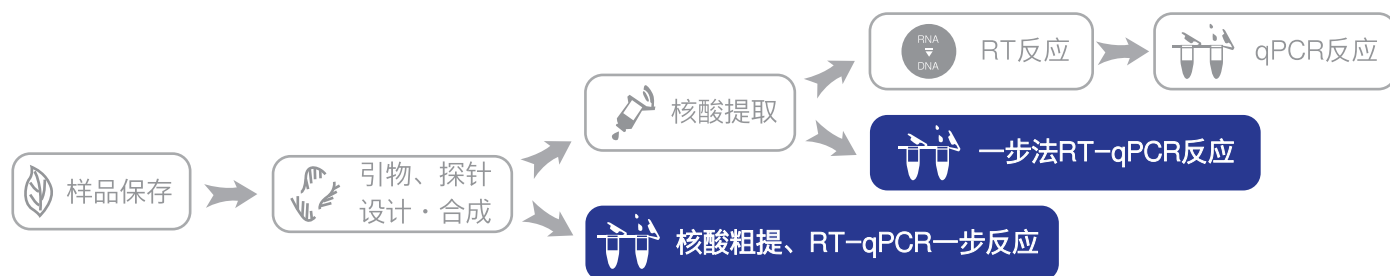 样品保存
引物、探针
设计·合成
核酸提取
RNA
DNA
RT反应
qPCR反应
一步法RT-qPCR反应
核酸粗提、RT-qPCR一步反应